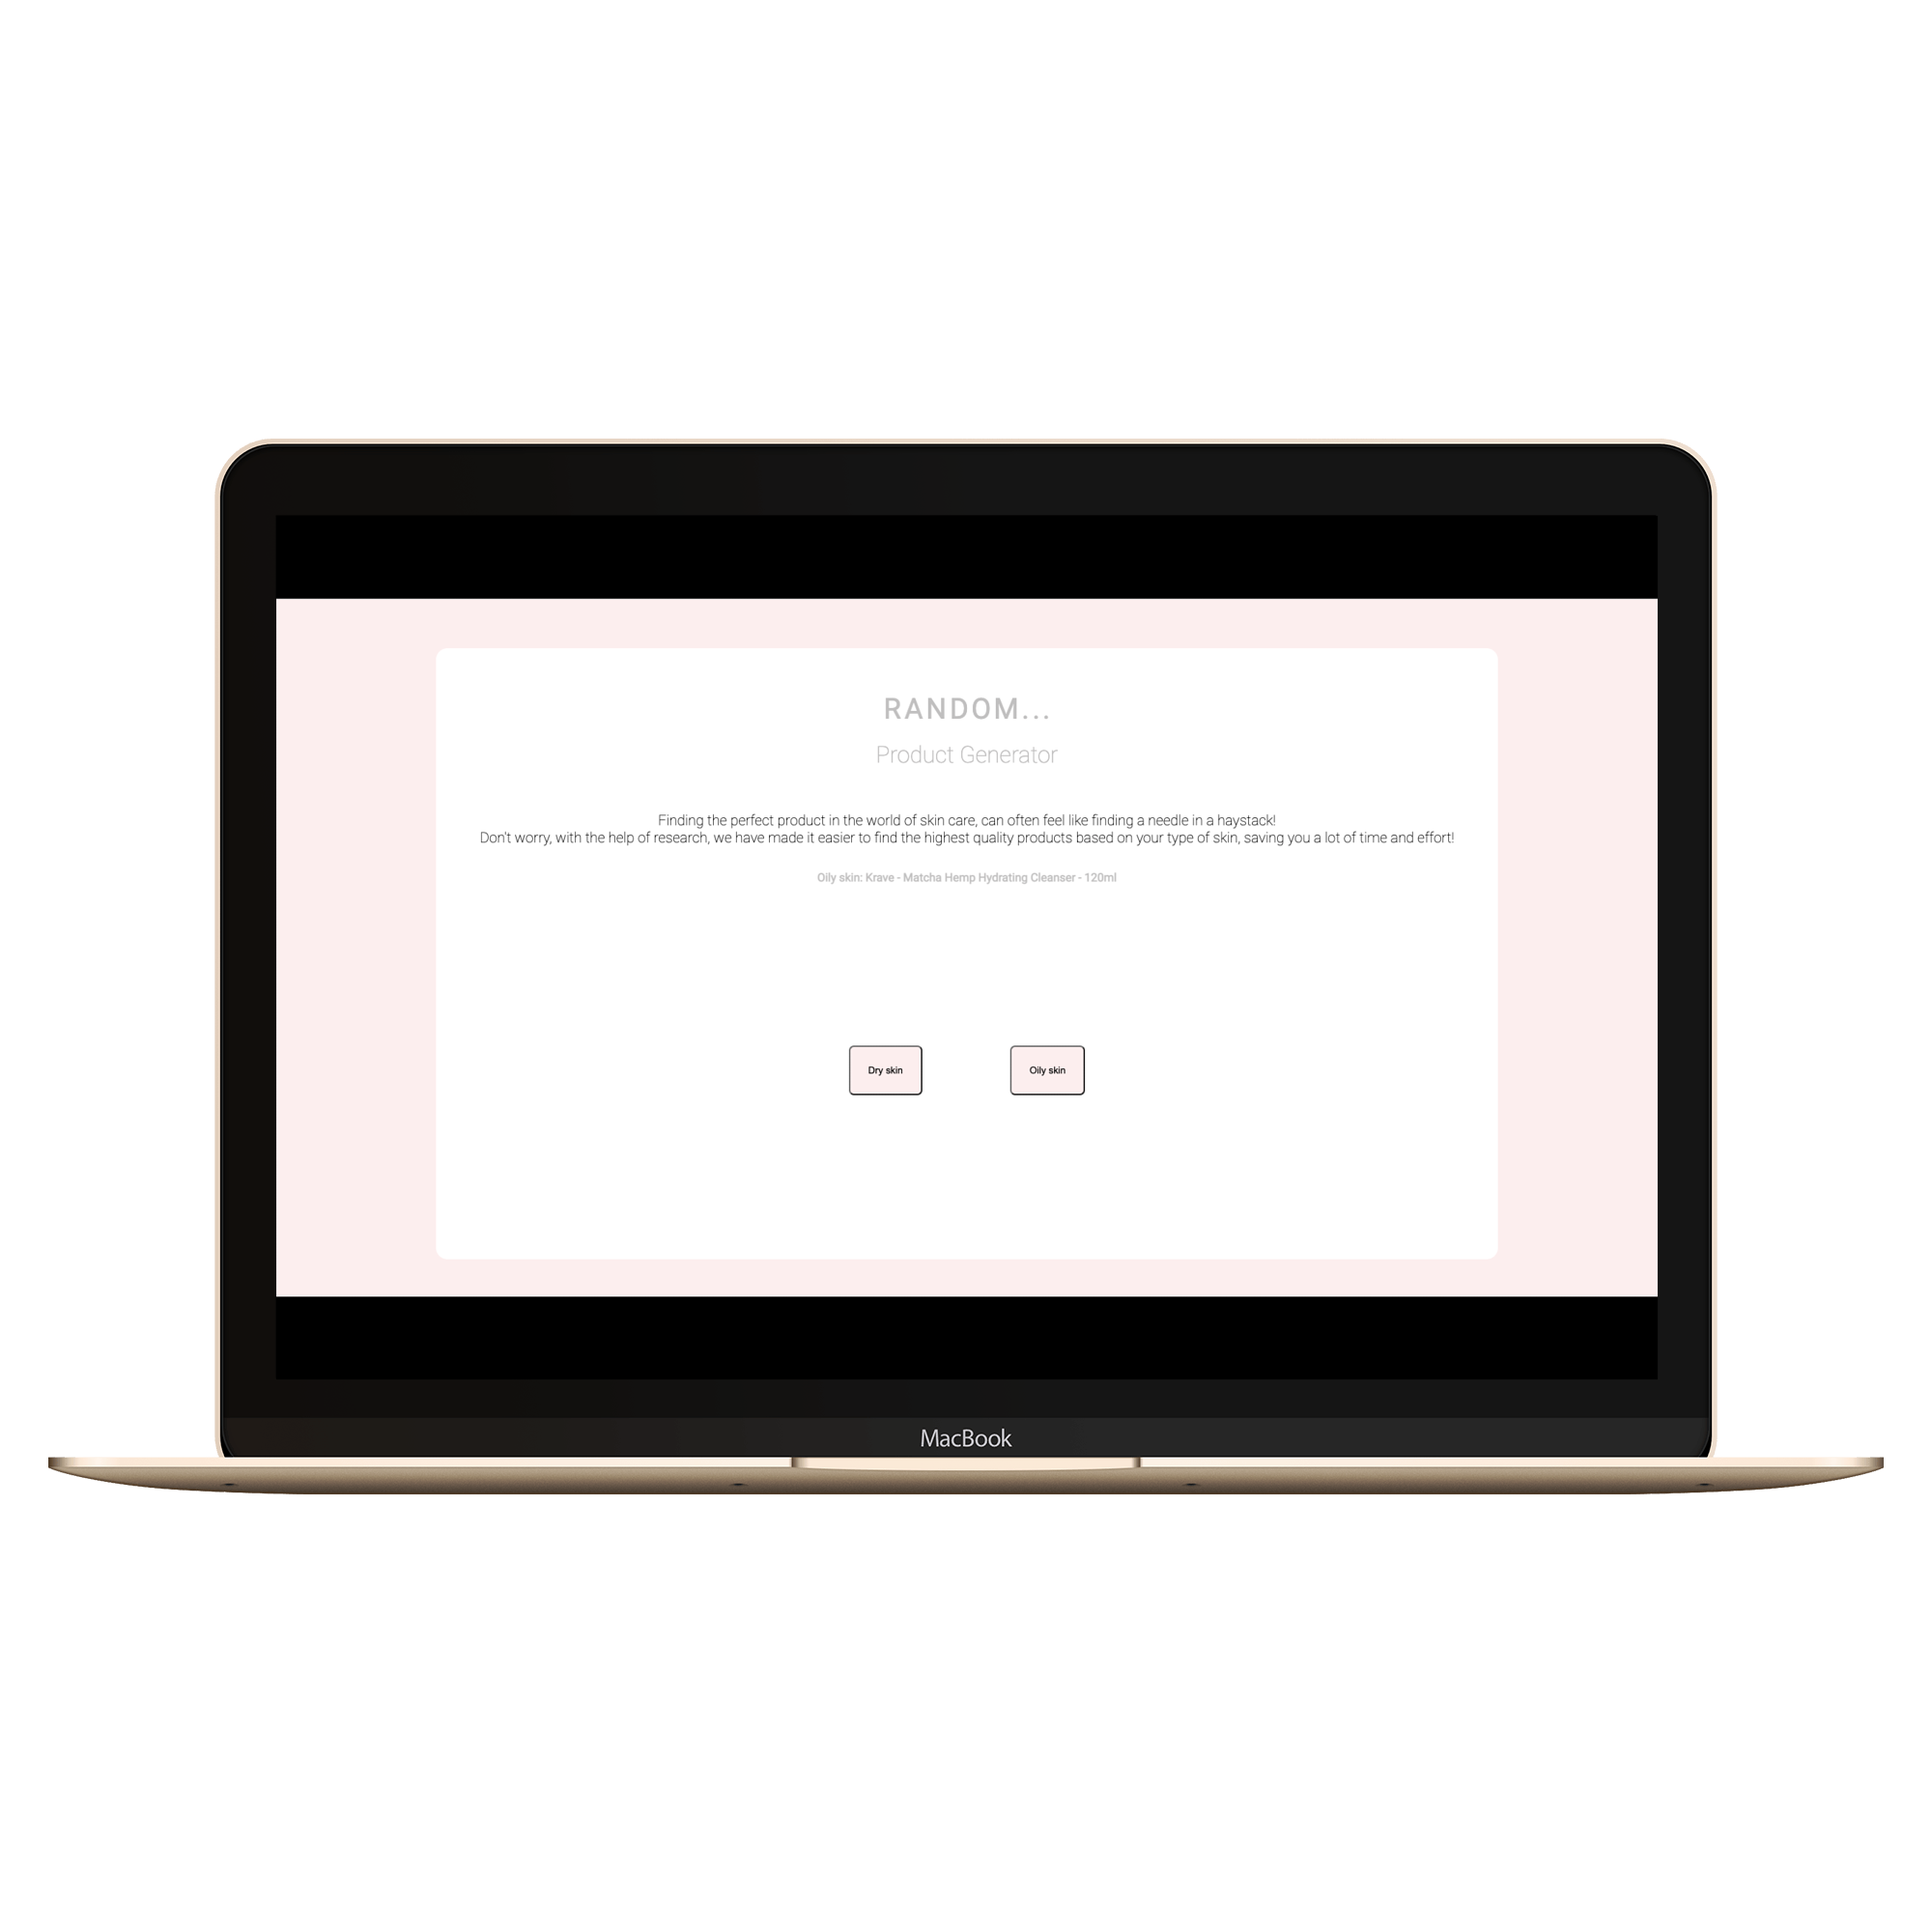 RANDOM...
Product Generator
Finding the perfect product in the world of skin care, can often feel like finding a needle in a haystack!
Don't worry, with the help of research, we have made it easier to find the highest quality products based on your type of skin, saving you a lot of time and effort!
Oily skin: Krave - Matcha Hemp Hydrating Cleanser - 120ml
Dry skin
Oily skin
MacBook